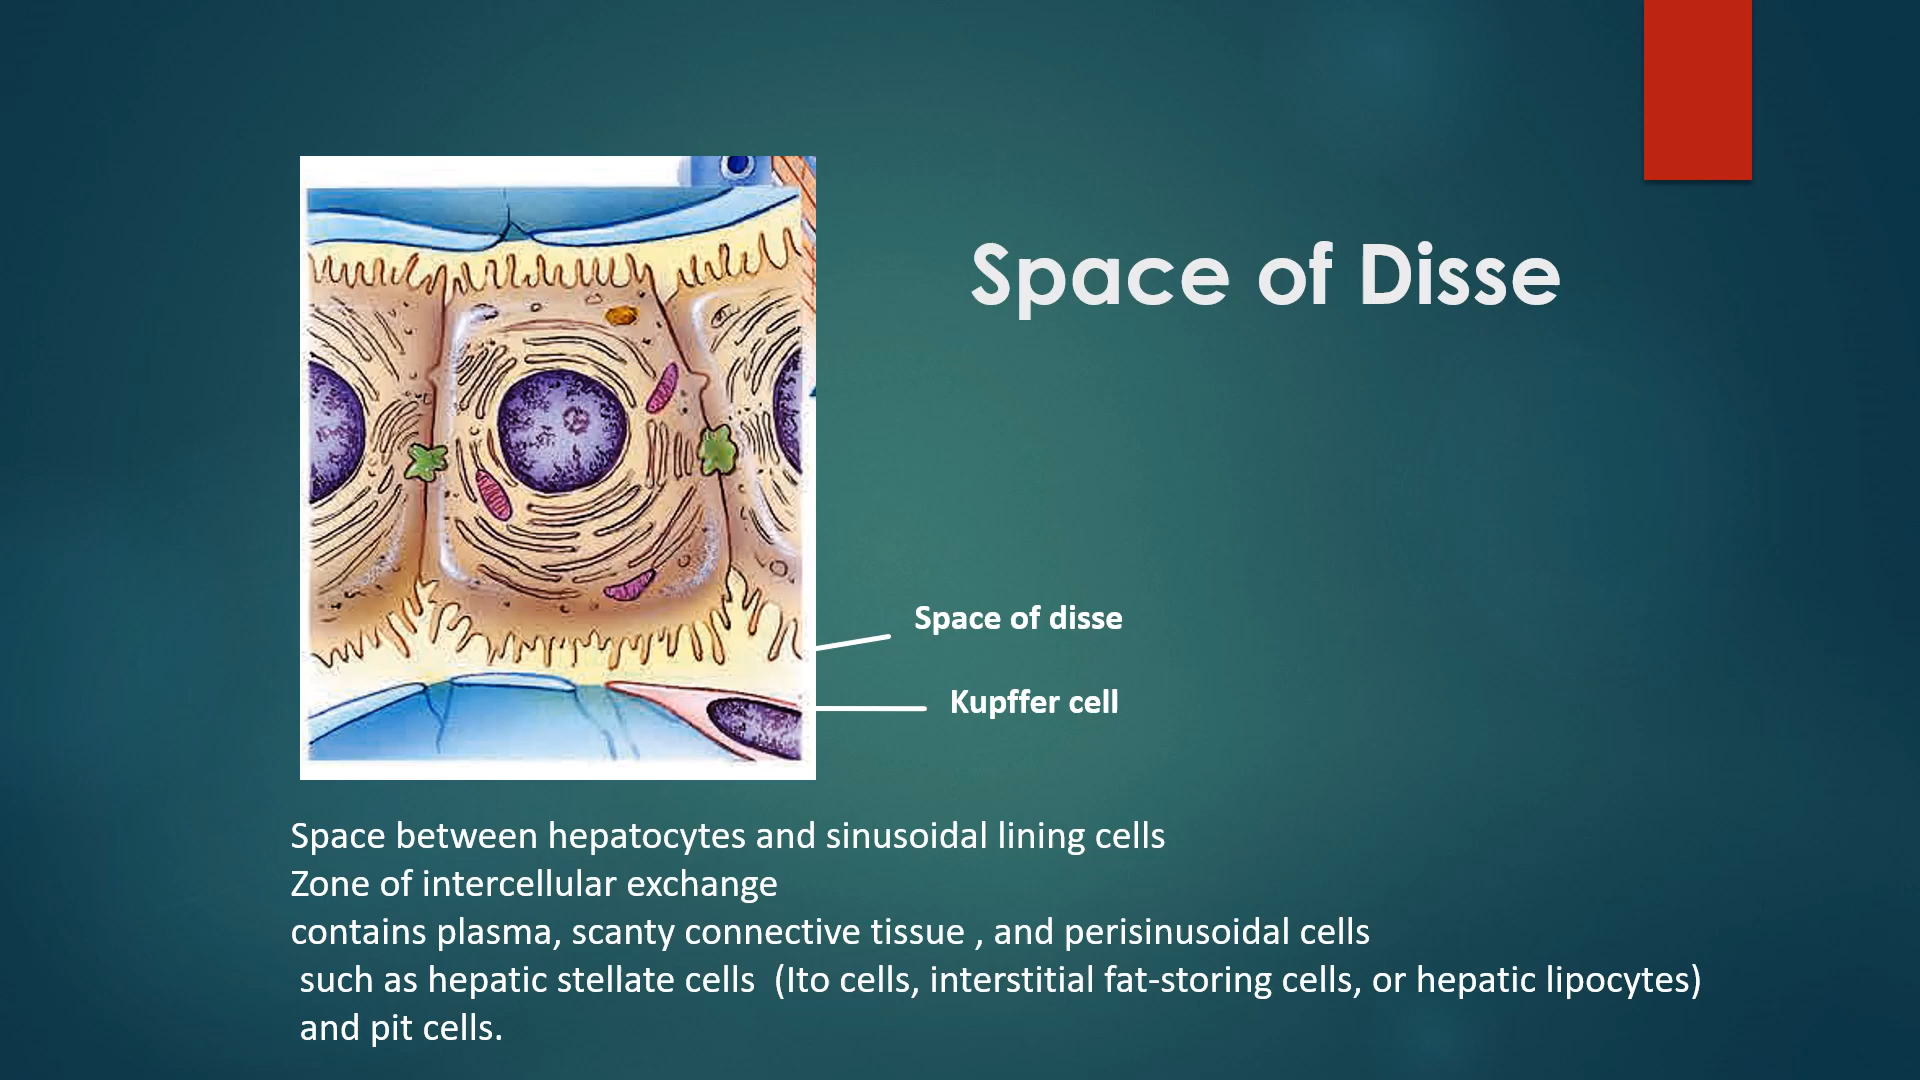 Space of Disse
Space of disse
Kupffer cell
Space between hepatocytes and sinusoidal lining cells
Zone of intercellular exchange
contains plasma, scanty connective tissue , and perisinusoidal cells
such as hepatic stellate cells (Ito cells, interstitial fat-storing cells, or hepatic lipocytes)
and pit cells.